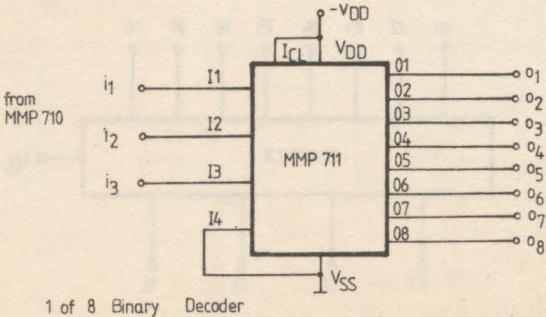 -VDD
ICL VDD
from
MMP 710
i1 I1
i2 I2
i3 I3
I4
MMP 711
01 o1
02 o2
03 o3
04 o4
05 o5
06 o6
07 o7
08 o8
VSS
1 of 8 Binary Decoder